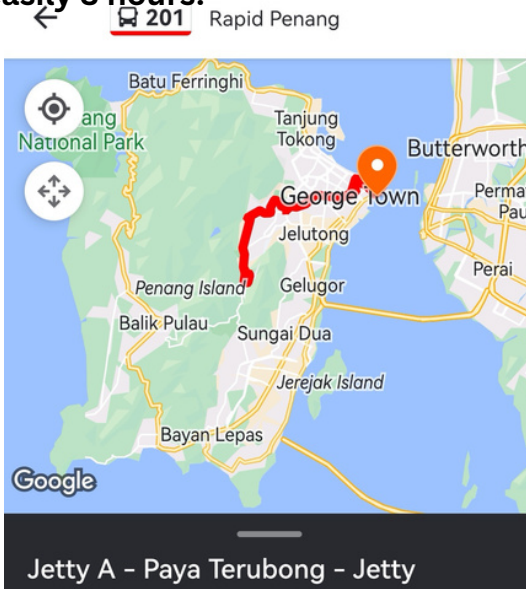 hours.
201 Rapid Penang
Batu Ferringhi
Tanjung
Tokong
National Park
Butterworth
George Town
Jelutong
Perai
Penang Island
Gelugor
Balik Pulau
Sungai Dua
Jerejak Island
Bayan Lepas
Google
Jetty A - Paya Terubong - Jetty